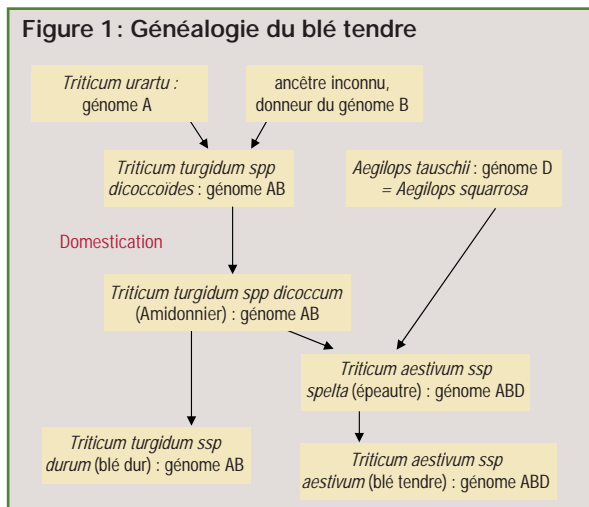 Figure 1: Généalogie du blé tendre
Triticum urartu :
génome A
ancêtre inconnu,
donneur du génome B
Triticum turgidum spp
dicoccoïdes : génome AB
Aegilops tauschii : génome D
= Aegilops squarrosa
Domestication
Triticum turgidum spp dicoccum
(Amidonnier) : génome AB
Triticum aestivum ssp
spelta (épeautre) : génome ABD
Triticum turgidum ssp
durum (blé dur) : génome AB
Triticum aestivum ssp
aestivum (blé tendre) : génome ABD